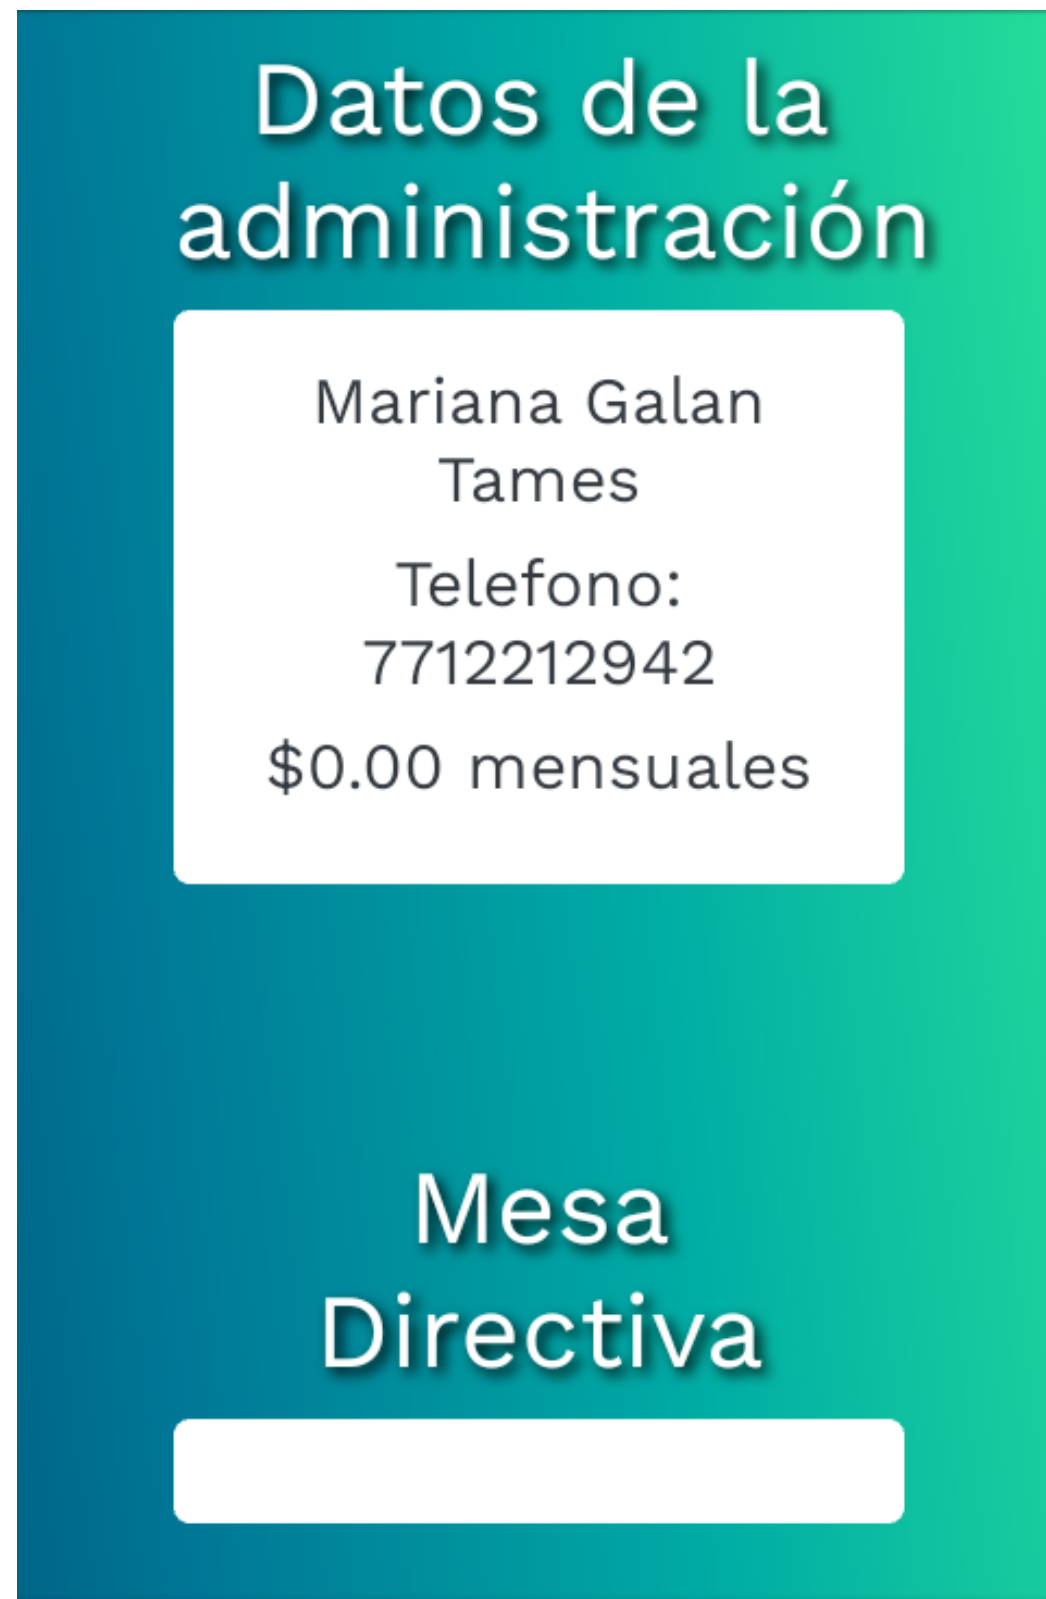 Datos de la
administración
Mariana Galan
Tames
Telefono:
7712212942
$0.00 mensuales
Mesa
Directiva